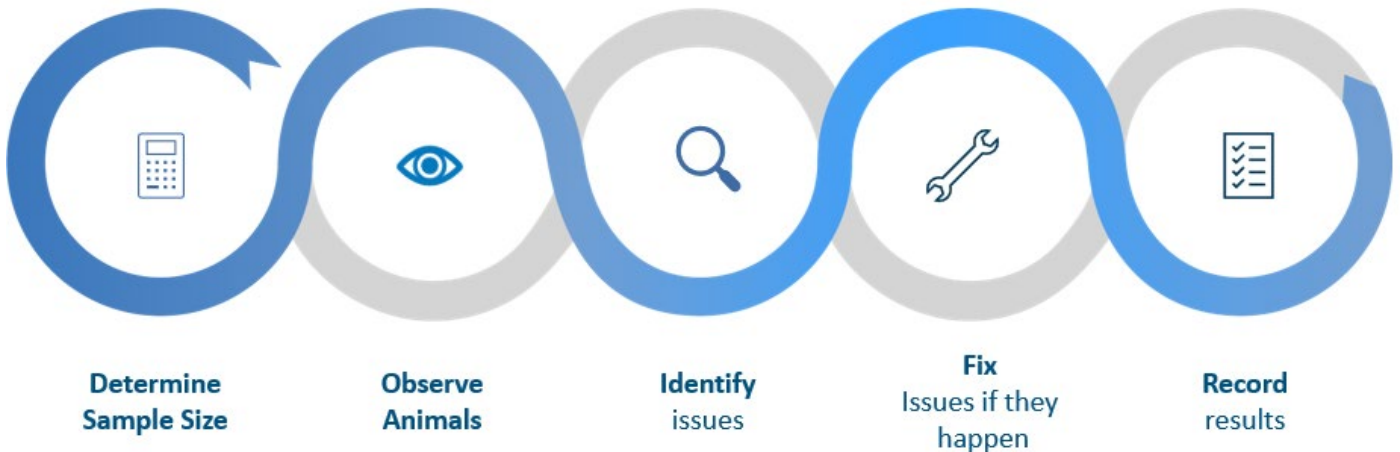 Determine
Sample Size
Observe
Animals
Identify
issues
Fix
Issues if they
happen
Record
results